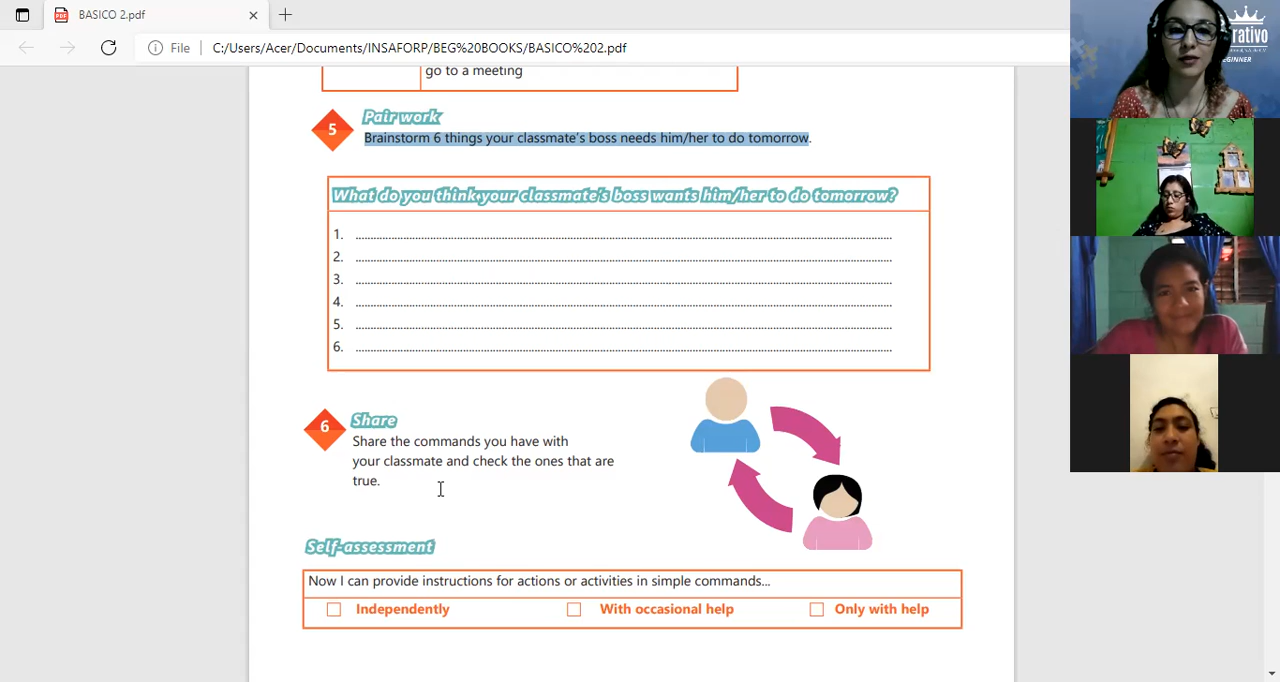 BASICO 2.pdf
File C:/Users/Acer/Documents/INSAFORP/BEG%20BOOKS/BASICO%202.pdf
rativo
GINNER
go to a meeting
5 Pair work
Brainstorm 6 things your classmate's boss needs him/her to do tomorrow.
What do you think your classmate's boss wants him/her to do tomorrow?
1.
2.
3.
4.
5.
6.
6 Share
Share the commands you have with
your classmate and check the ones that are
true.
Self-assessment
Now I can provide instructions for actions or activities in simple commands...
Independently With occasional help Only with help